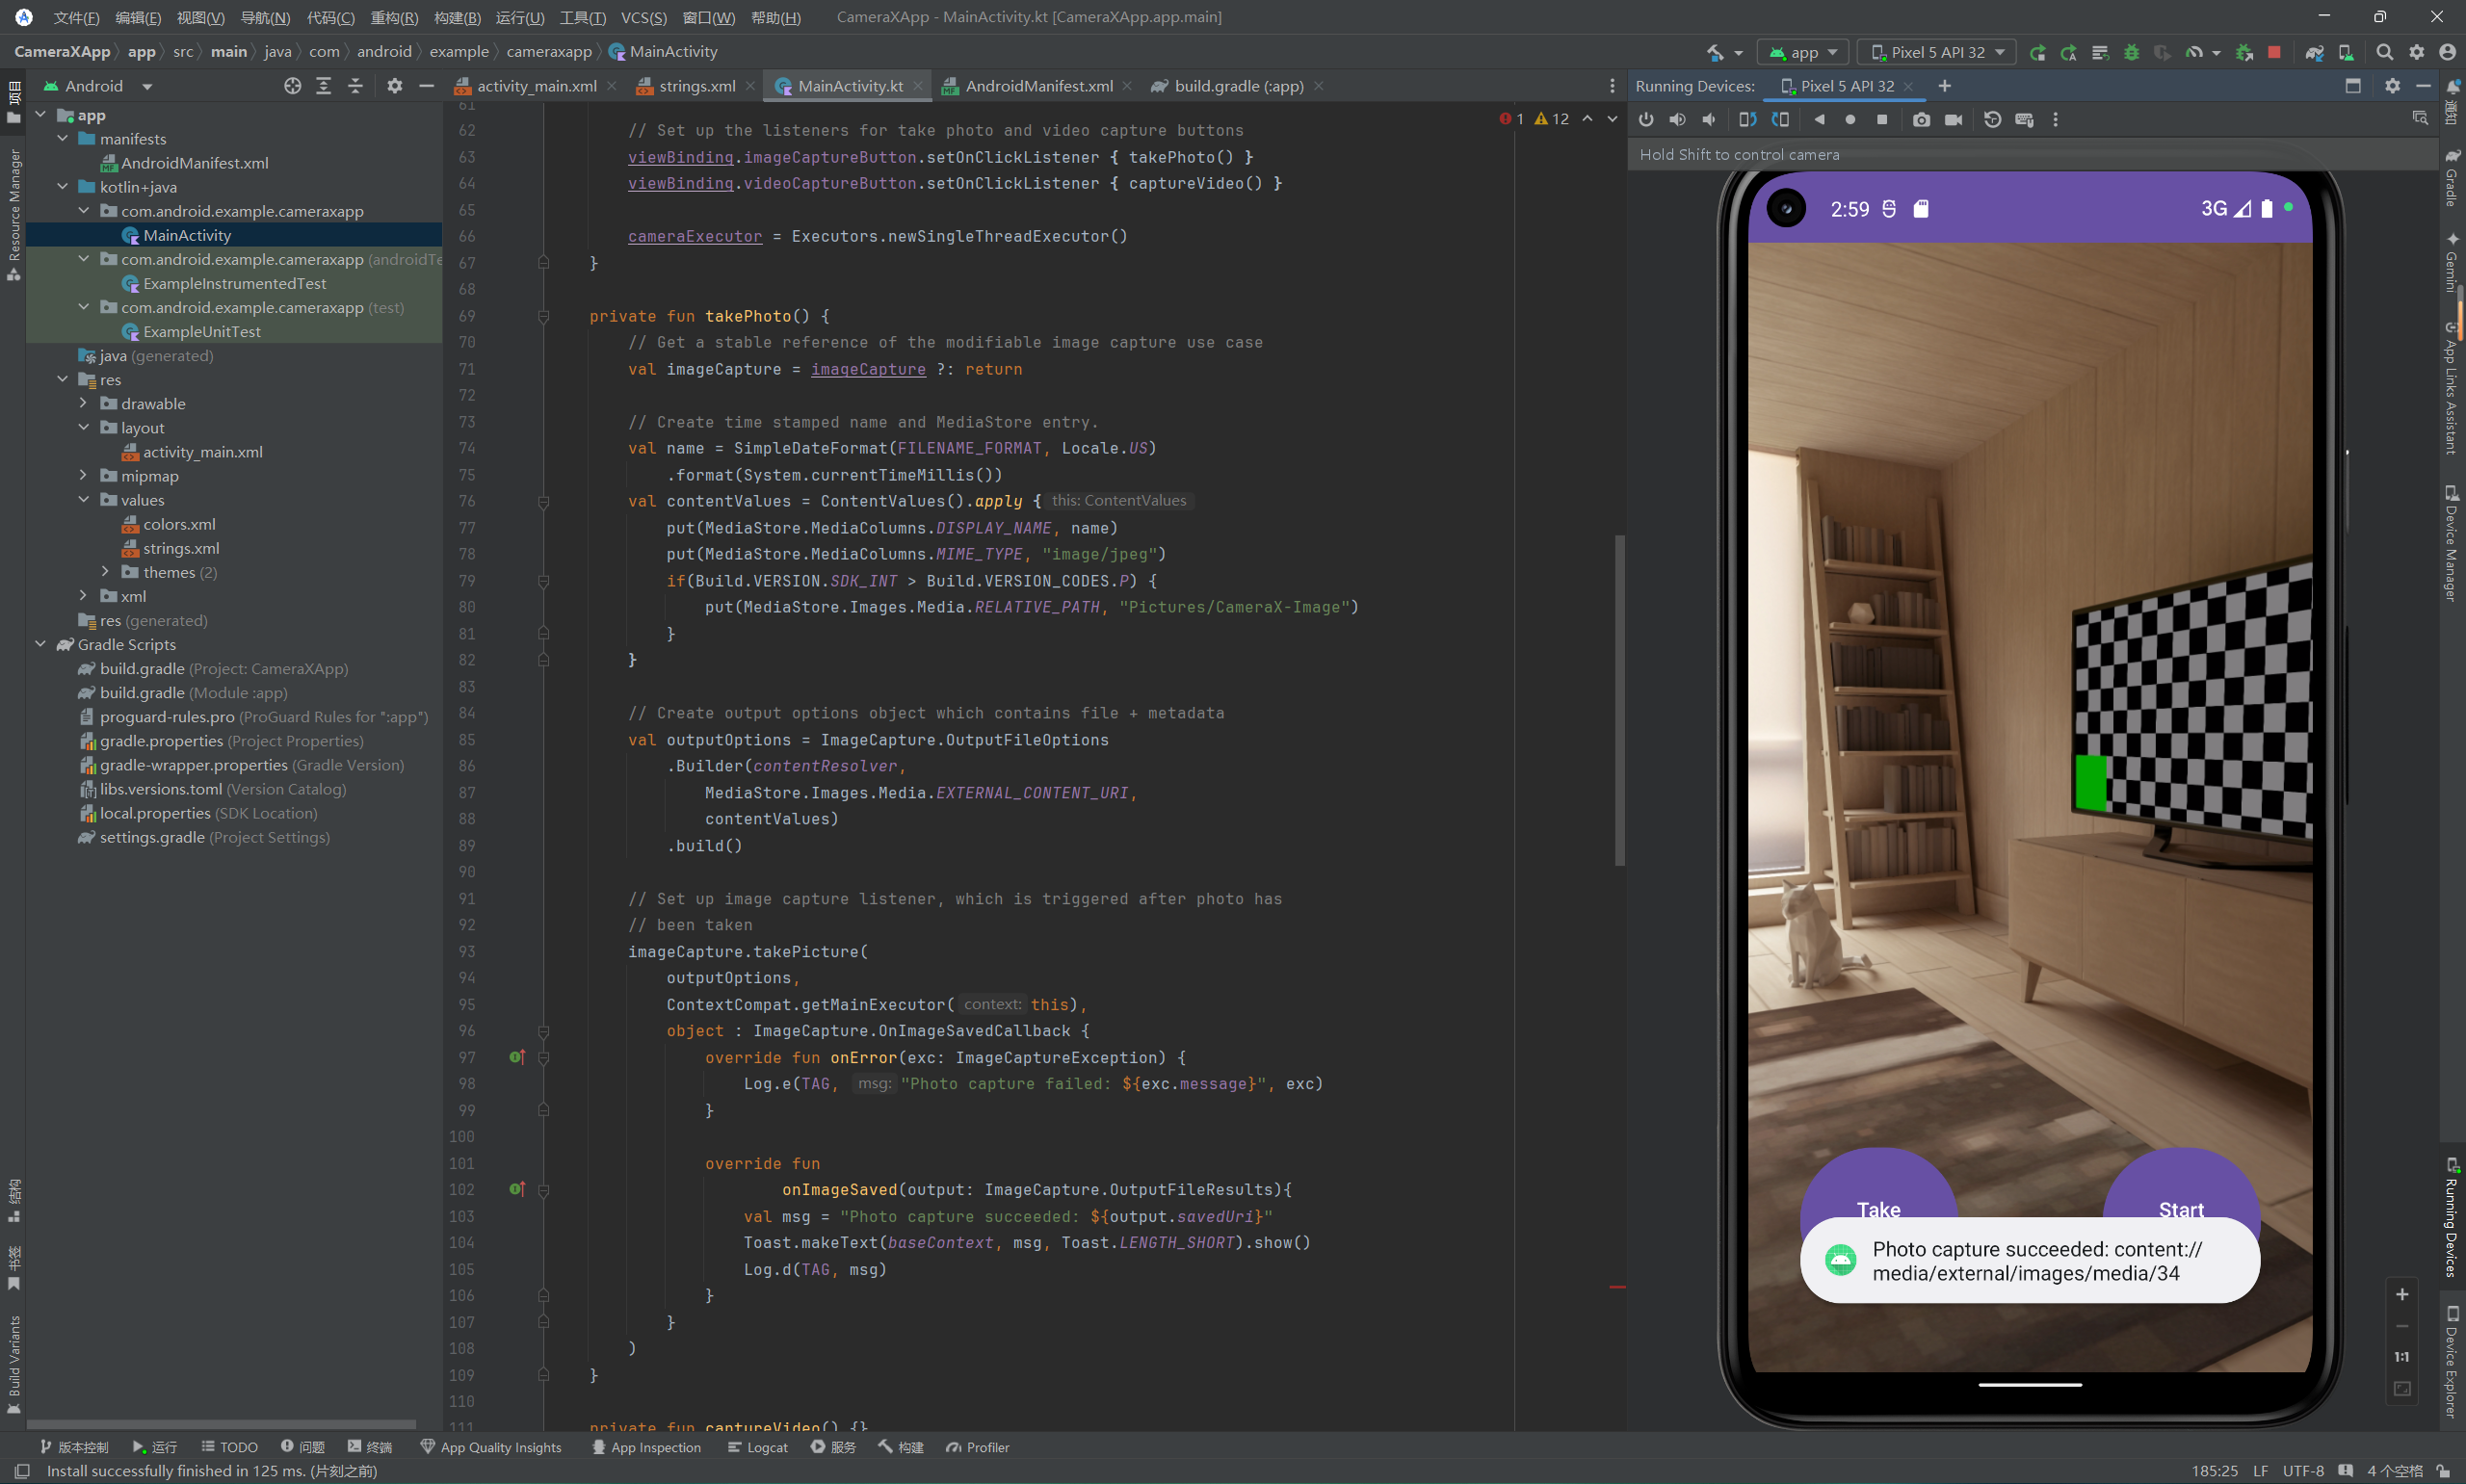 文件(F) 编辑(E) 视图(V) 导航(N) 代码(C) 重构(R) 构建(B) 运行(U) 工具(T) VCS(S) 窗口(W) 帮助(H) CameraXApp - MainActivity.kt [CameraXApp.app.main]
CameraXApp app src main java com android example cameraxapp MainActivity
app Pixel 5 API 32
Android
activity_main.xml strings.xml MainActivity.kt AndroidManifest.xml build.gradle (:app)
Running Devices: Pixel 5 API 32
项目
Resource Manager
结构
书签
Build Variants
app
manifests
AndroidManifest.xml
kotlin+java
com.android.example.cameraxapp
MainActivity
com.android.example.cameraxapp (androidTe
ExampleInstrumentedTest
com.android.example.cameraxapp (test)
ExampleUnitTest
java (generated)
res
drawable
layout
activity_main.xml
mipmap
values
colors.xml
strings.xml
themes (2)
xml
res (generated)
Gradle Scripts
build.gradle (Project: CameraXApp)
build.gradle (Module :app)
proguard-rules.pro (ProGuard Rules for ":app")
gradle.properties (Project Properties)
gradle-wrapper.properties (Gradle Version)
libs.versions.toml (Version Catalog)
local.properties (SDK Location)
settings.gradle (Project Settings)
1 12
61
62 // Set up the listeners for take photo and video capture buttons
63 viewBinding.imageCaptureButton.setOnClickListener { takePhoto() }
64 viewBinding.videoCaptureButton.setOnClickListener { captureVideo() }
65
66 cameraExecutor = Executors.newSingleThreadExecutor()
67 }
68
69 private fun takePhoto() {
70 // Get a stable reference of the modifiable image capture use case
71 val imageCapture = imageCapture ?: return
72
73 // Create time stamped name and MediaStore entry.
74 val name = SimpleDateFormat(FILENAME_FORMAT, Locale.US)
75 .format(System.currentTimeMillis())
76 val contentValues = ContentValues().apply { this: ContentValues
77 put(MediaStore.MediaColumns.DISPLAY_NAME, name)
78 put(MediaStore.MediaColumns.MIME_TYPE, "image/jpeg")
79 if(Build.VERSION.SDK_INT > Build.VERSION_CODES.P) {
80 put(MediaStore.Images.Media.RELATIVE_PATH, "Pictures/CameraX-Image")
81 }
82 }
83
84 // Create output options object which contains file + metadata
85 val outputOptions = ImageCapture.OutputFileOptions
86 .Builder(contentResolver,
87 MediaStore.Images.Media.EXTERNAL_CONTENT_URI,
88 contentValues)
89 .build()
90
91 // Set up image capture listener, which is triggered after photo has
92 // been taken
93 imageCapture.takePicture(
94 outputOptions,
95 ContextCompat.getMainExecutor( context: this),
96 object : ImageCapture.OnImageSavedCallback {
97 override fun onError(exc: ImageCaptureException) {
98 Log.e(TAG, msg: "Photo capture failed: ${exc.message}", exc)
99 }
100
101 override fun
102 onImageSaved(output: ImageCapture.OutputFileResults){
103 val msg = "Photo capture succeeded: ${output.savedUri}"
104 Toast.makeText(baseContext, msg, Toast.LENGTH_SHORT).show()
105 Log.d(TAG, msg)
106 }
107 }
108 )
109 }
110
111 private fun captureVideo() {}
Hold Shift to control camera
2:59 3G
Take Start
Photo capture succeeded: content://
media/external/images/media/34
1:1
通知
Gradle
Gemini
App Links Assistant
Device Manager
Running Devices
Device Explorer
版本控制 运行 TODO 问题 终端 App Quality Insights App Inspection Logcat 服务 构建 Profiler
Install successfully finished in 125 ms. (片刻之前) 185:25 LF UTF-8 4 个空格